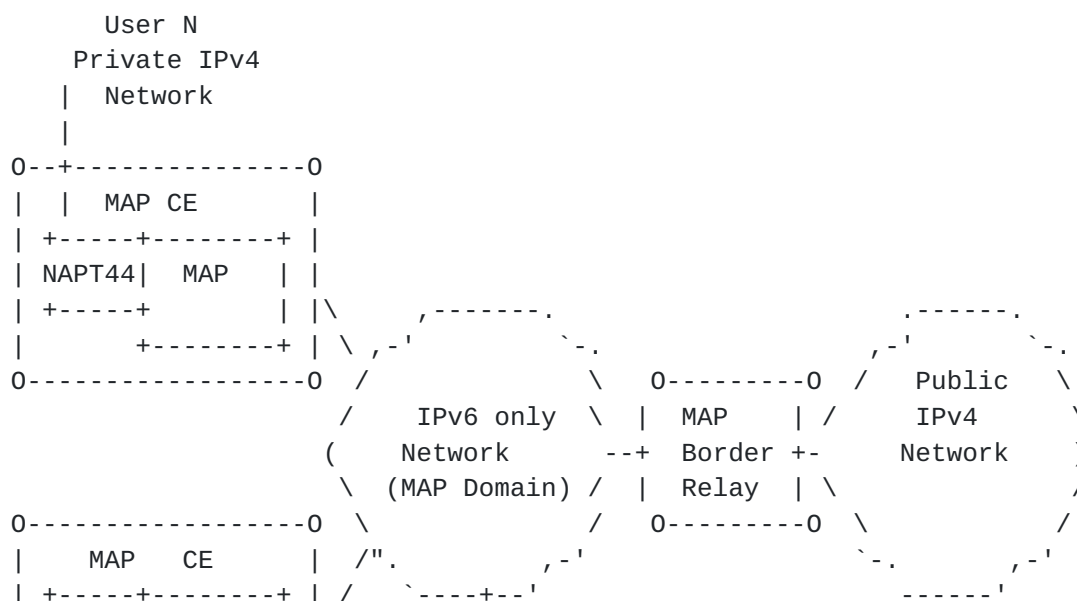 User N
Private IPv4
| Network
|
O--+---------------O
| | MAP CE |
| +-----+--------+ |
| NAPT44| MAP | |
| +-----+ | |\ ,-------. .------.
| +--------+ | \ ,-' `-. ,-' `-.
O------------------O / \ O---------O / Public \
/ IPv6 only \ | MAP | / IPv4 \
( Network --+ Border +- Network )
\ (MAP Domain) / | Relay | \ /
O------------------O \ / O---------O \ /
| MAP CE | /". ,-' `-. ,-'
| +-----+--------+ | / `----+--' ------'